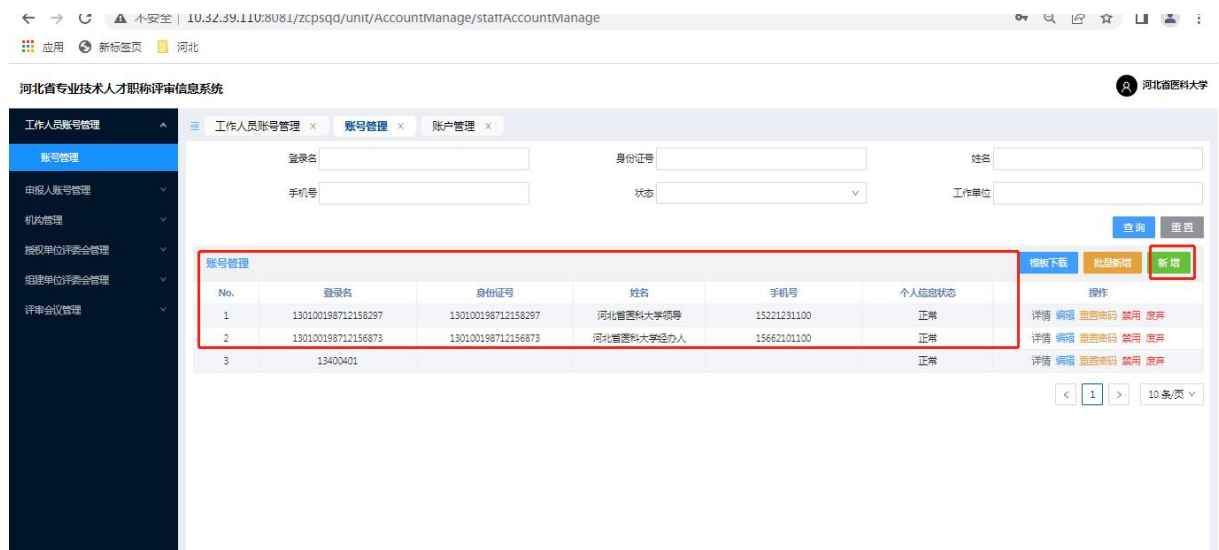 不安全 | 10.32.39.110:8081/zcpsqd/unit/AccountManage/staffAccountManage
应用 新标签页 河北
河北省专业技术人才职称评审信息系统 河北省医科大学
工作人员账号管理 工作人员账号管理 × 账号管理 × 账户管理 ×
账号管理 登录名 身份证号 姓名
申报人账号管理 手机号 状态 工作单位
机构管理 查询 重置
授权单位评委会管理 账号管理 模板下载 批量新增 新增
组建单位评委会管理 No. 登录名 身份证号 姓名 手机号 个人信息状态 操作
评审会议管理 1 130100198712158297 130100198712158297 河北省医科大学领导 15221231100 正常 详情 编辑 重置密码 禁用 废弃
2 130100198712156873 130100198712156873 河北省医科大学经办人 15662101100 正常 详情 编辑 重置密码 禁用 废弃
3 13400401 正常 详情 编辑 重置密码 禁用 废弃
< 1 > 10 条/页